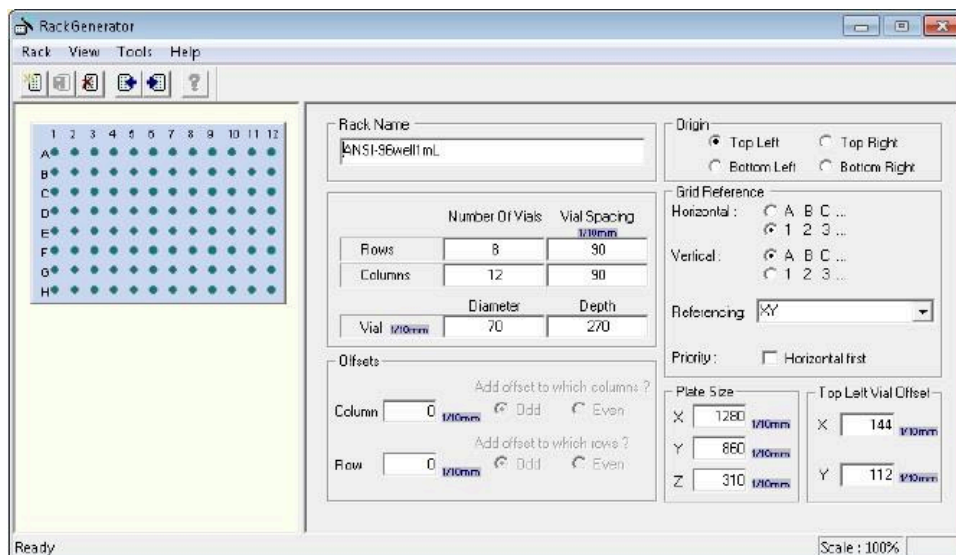 RackGenerator
Rack View Tools Help
1 2 3 4 5 6 7 8 9 10 11 12
A
B
C
D
E
F
G
H
Rack Name
ANSI-96well1mL
Number Of Vials Vial Spacing
1/10mm
Rows 8 90
Columns 12 90
Diameter Depth
Vial 1/10mm 70 270
Offsets
Add offset to which columns ?
Column 0 1/10mm Odd Even
Add offset to which rows ?
Row 0 1/10mm Odd Even
Origin
Top Left Top Right
Bottom Left Bottom Right
Grid Reference
Horizontal : A B C ...
1 2 3 ...
Vertical : A B C ...
1 2 3 ...
Referencing: XY
Priority : Horizontal first
Plate Size
X 1280 1/10mm
Y 860 1/10mm
Z 310 1/10mm
Top Left Vial Offset
X 144 1/10mm
Y 112 1/10mm
Ready
Scale : 100%